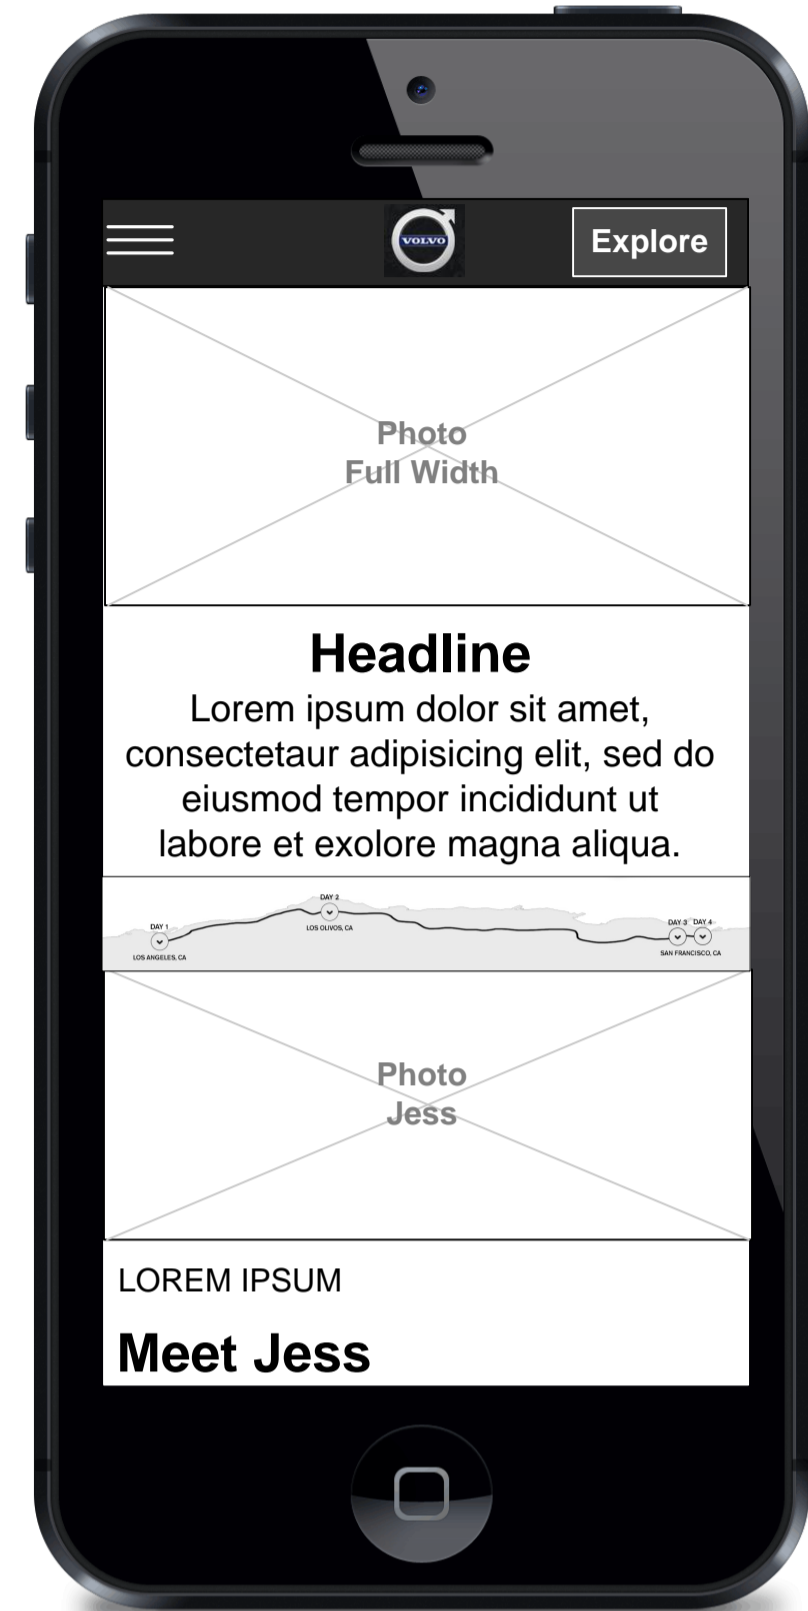 VOLVO
Explore
Photo
Full Width
Headline
Lorem ipsum dolor sit amet,
consectetaur adipisicing elit, sed do
eiusmod tempor incididunt ut
labore et exolore magna aliqua.
DAY 1
LOS ANGELES, CA
DAY 2
LOS OLIVOS, CA
DAY 3 DAY 4
SAN FRANCISCO, CA
Photo
Jess
LOREM IPSUM
Meet Jess